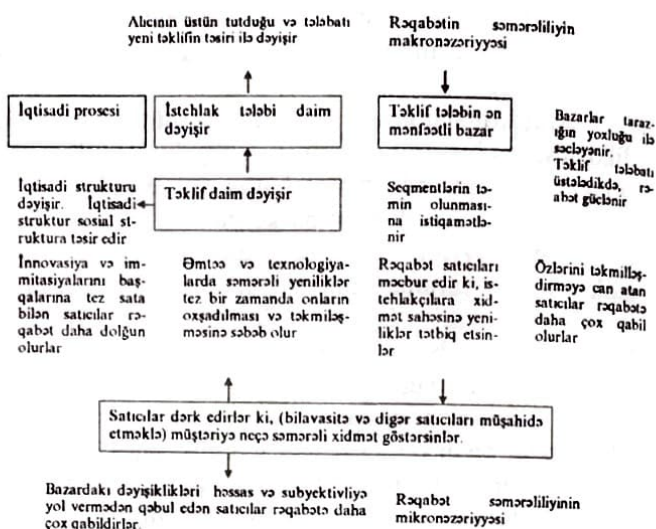 Alıcının üstün tutduğu və tələbatı
yeni təklifin təsiri ilə dəyişir
Rəqabətin səmərəliliyin
makronəzəriyyəsi
İqtisadi prosesi
İstehlak tələbi daim
dəyişir
Təklif tələbin ən
mənfəətli bazar
Bazarlar taraz-
ığın yoxluğu ilə
səcləyənir.
Təklif tələbatı
üstələdikdə, rə-
abət güclənir
İqtisadi strukturu
dəyişir. İqtisadi
struktur sosial st-
ruktura təsir edir
Təklif daim dəyişir
Seqmentlərin tə-
min olunması-
na istiqamətlə-
nir
İnnovasiya və im-
mitasiyalarını baş-
qalarına tez sata
bilən satıcılar rə-
qabət daha dolğun
olurlar
Əmtəə və texnologiya-
larda səmərəli yeniliklər
tez bir zamanda onların
oxşadılması və təkmiləş-
məsinə səbəb olur
Rəqabət satıcıları
məcbur edir ki, is-
tehlakçılara xid-
mət sahəsinə yeni-
liklər tətbiq etsin-
lər
Özlərini təkmilləş-
dirməyə can atan
satıcılar rəqabətə
daha çox qabil
olurlar
Satıcılar dərk edirlər ki, (bilavasitə və digər satıcıları müşahidə
etməklə) müştəriyə neçə səmərəli xidmət göstərsinlər.
Bazardakı dəyişiklikləri həssas və subyektivliyə
yol vermədən qəbul edən satıcılar rəqabətə daha
çox qabildirlər.
Rəqabət səmərəliliyinin
mikronəzəriyyəsi